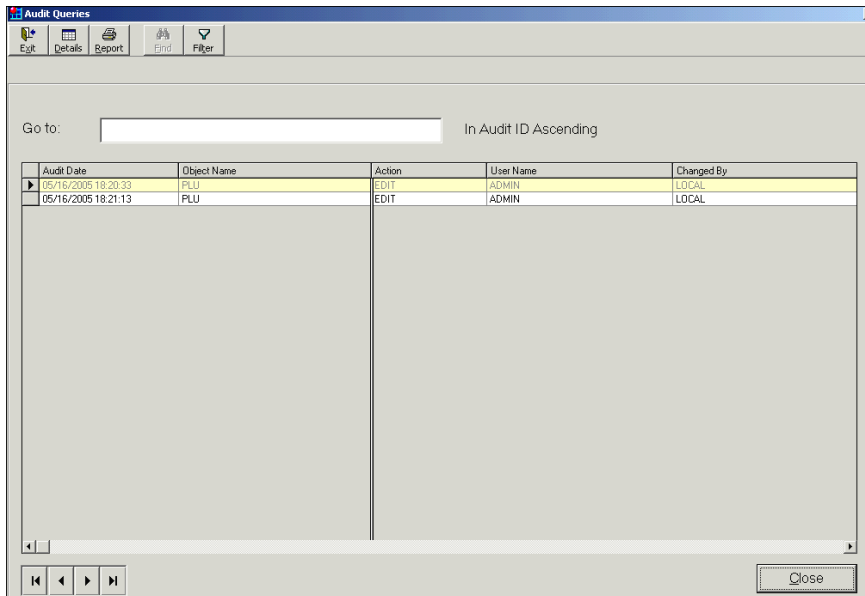 Audit Queries
Exit Details Report Find Filter
Go to: In Audit ID Ascending
Audit Date Object Name Action User Name Changed By
05/16/2005 18:20:33 PLU EDIT ADMIN LOCAL
05/16/2005 18:21:13 PLU EDIT ADMIN LOCAL
Close